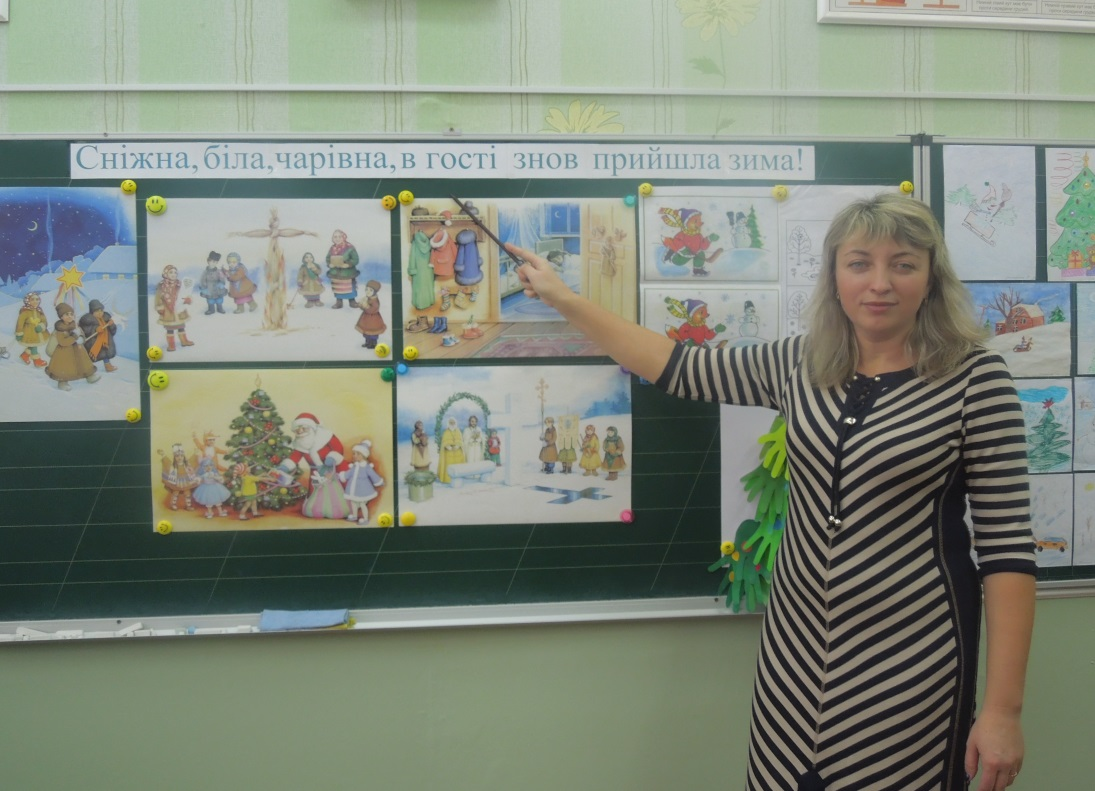 Сніжна, біла, чарівна, в гості знов прийшла зима!